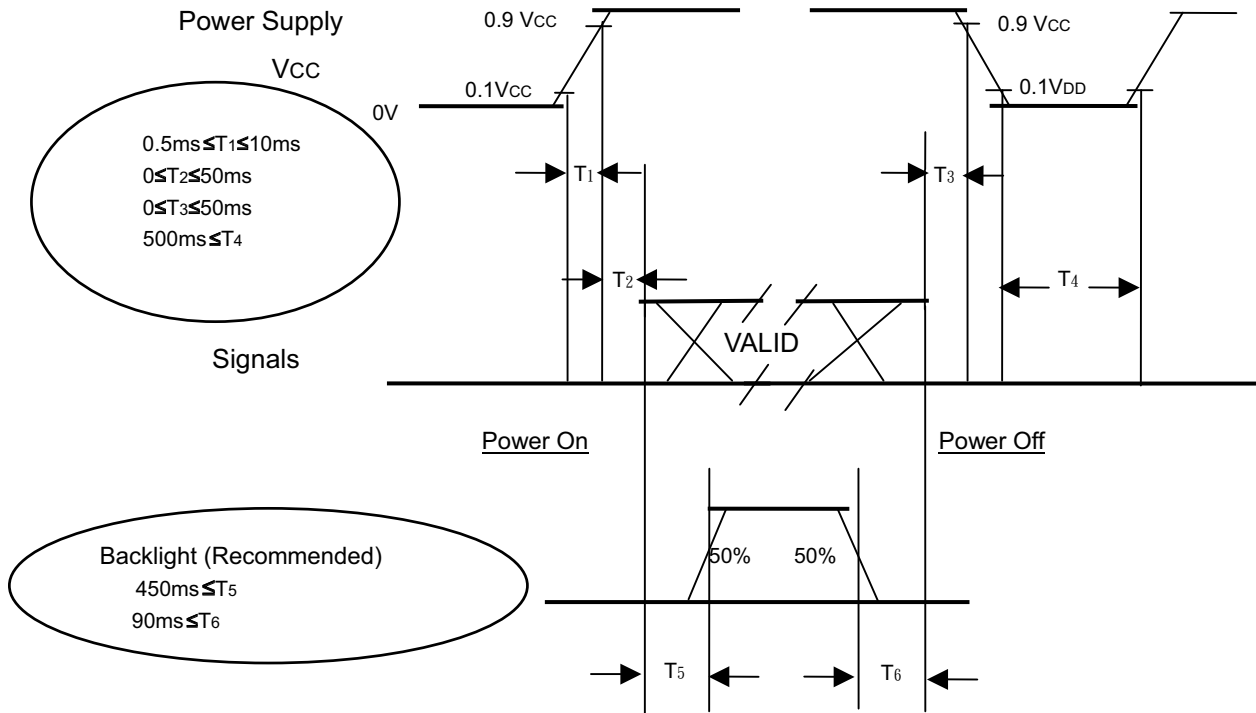 Power Supply
VCC
0.9 VCC
0.1VCC
0V
0.9 VCC
0.1VDD
0.5ms≤T1≤10ms
0≤T2≤50ms
0≤T3≤50ms
500ms≤T4
T1
T3
T2
T4
Signals
VALID
Power On
Power Off
Backlight (Recommended)
450ms≤T5
90ms≤T6
50%
50%
T5
T6